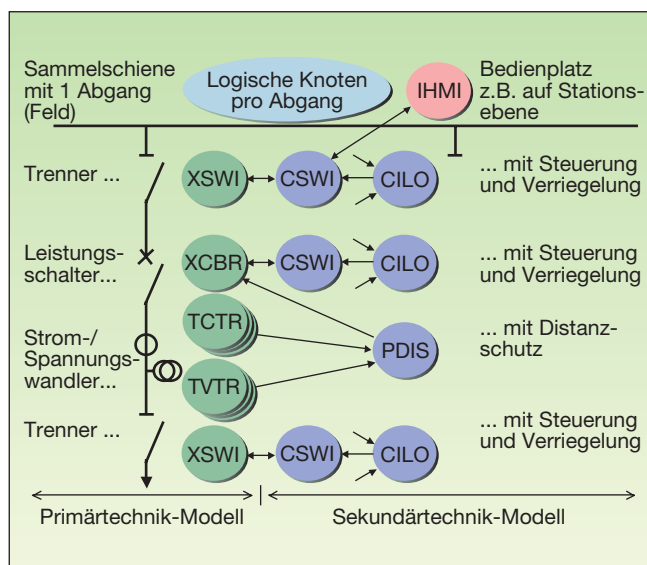 Sammelschiene
mit 1 Abgang
(Feld)
Logische Knoten
pro Abgang
IHMI
Bedienplatz
z.B. auf Stations-
ebene
Trenner ...
XSWI
CSWI
CILO
... mit Steuerung
und Verriegelung
Leistungs-
schalter...
XCBR
CSWI
CILO
... mit Steuerung
und Verriegelung
Strom-/
Spannungs-
wandler...
TCTR
TVTR
PDIS
... mit Distanz-
schutz
Trenner ...
XSWI
CSWI
CILO
... mit Steuerung
und Verriegelung
Primärtechnik-Modell
Sekundärtechnik-Modell